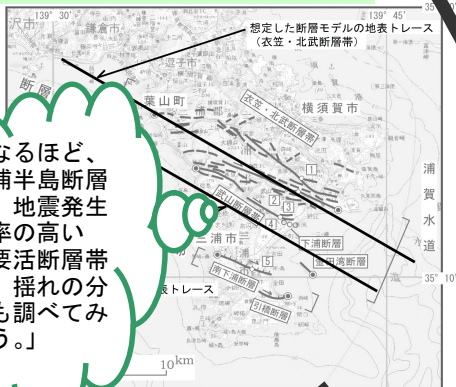 139° 30′
139° 45′
35°
沢市
鎌倉市
逗子市
想定した断層モデルの地表トレース
（衣笠・北武断層帯）
断層
葉山町
横須賀市
衣笠・北武断層帯
1
2
3
4
5
浦賀水道
武山断層帯
三浦市
下浦断層
金田湾断層
南下浦断層
引橋断層
35° 10′
表トレース
10km
なるほど、
浦半島断層
地震発生
率の高い
要活断層帯
揺れの分
も調べてみ
う。」